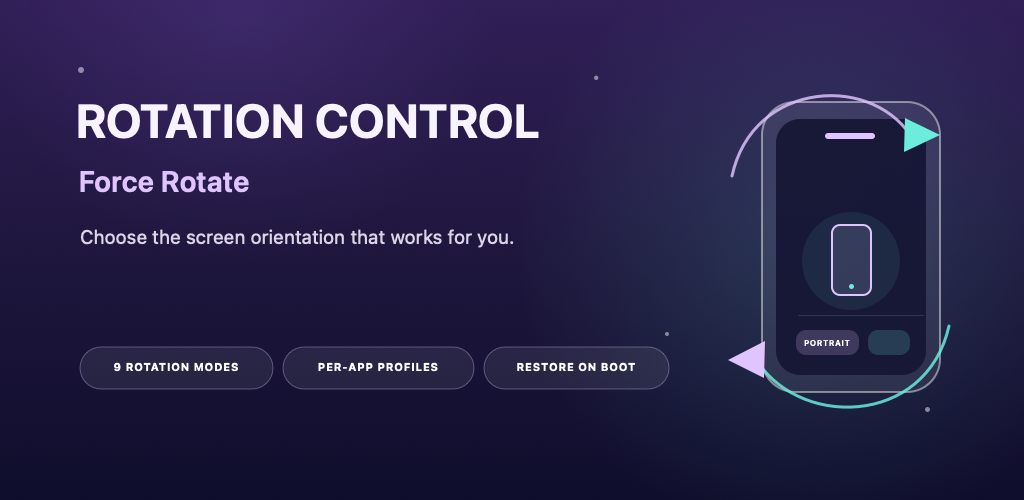 ROTATION CONTROL
Force Rotate
Choose the screen orientation that works for you.
9 ROTATION MODES
PER-APP PROFILES
RESTORE ON BOOT
PORTRAIT